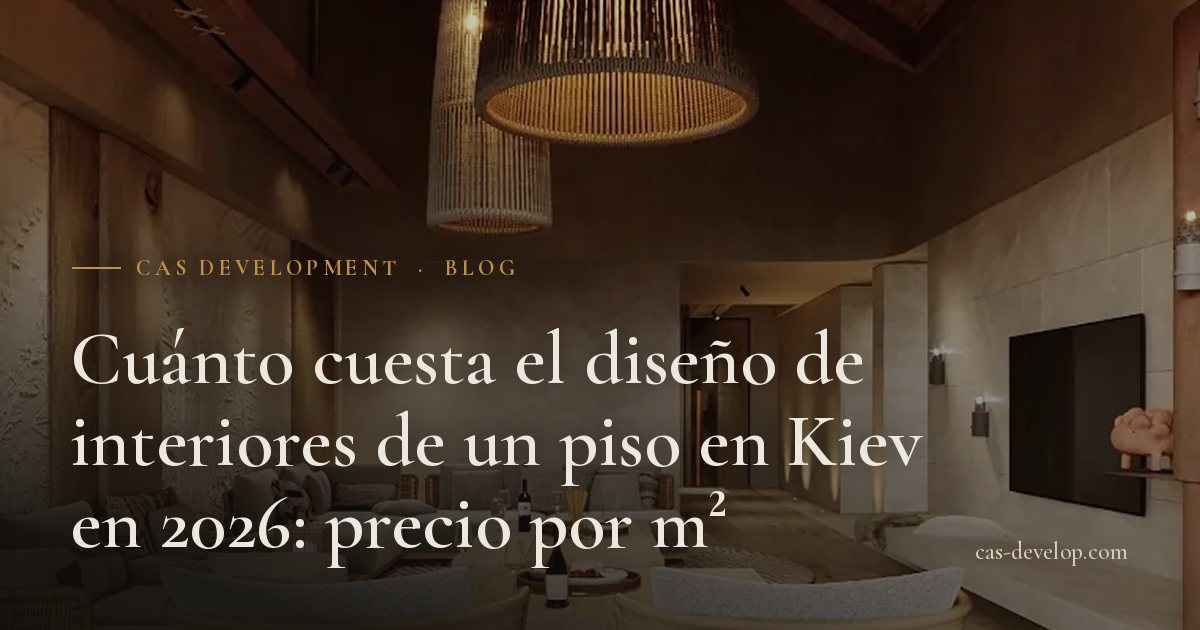 CAS DEVELOPMENT · BLOG
Cuánto cuesta el diseño de
interiores de un piso en Kiev
en 2026: precio por m²
cas-develop.com